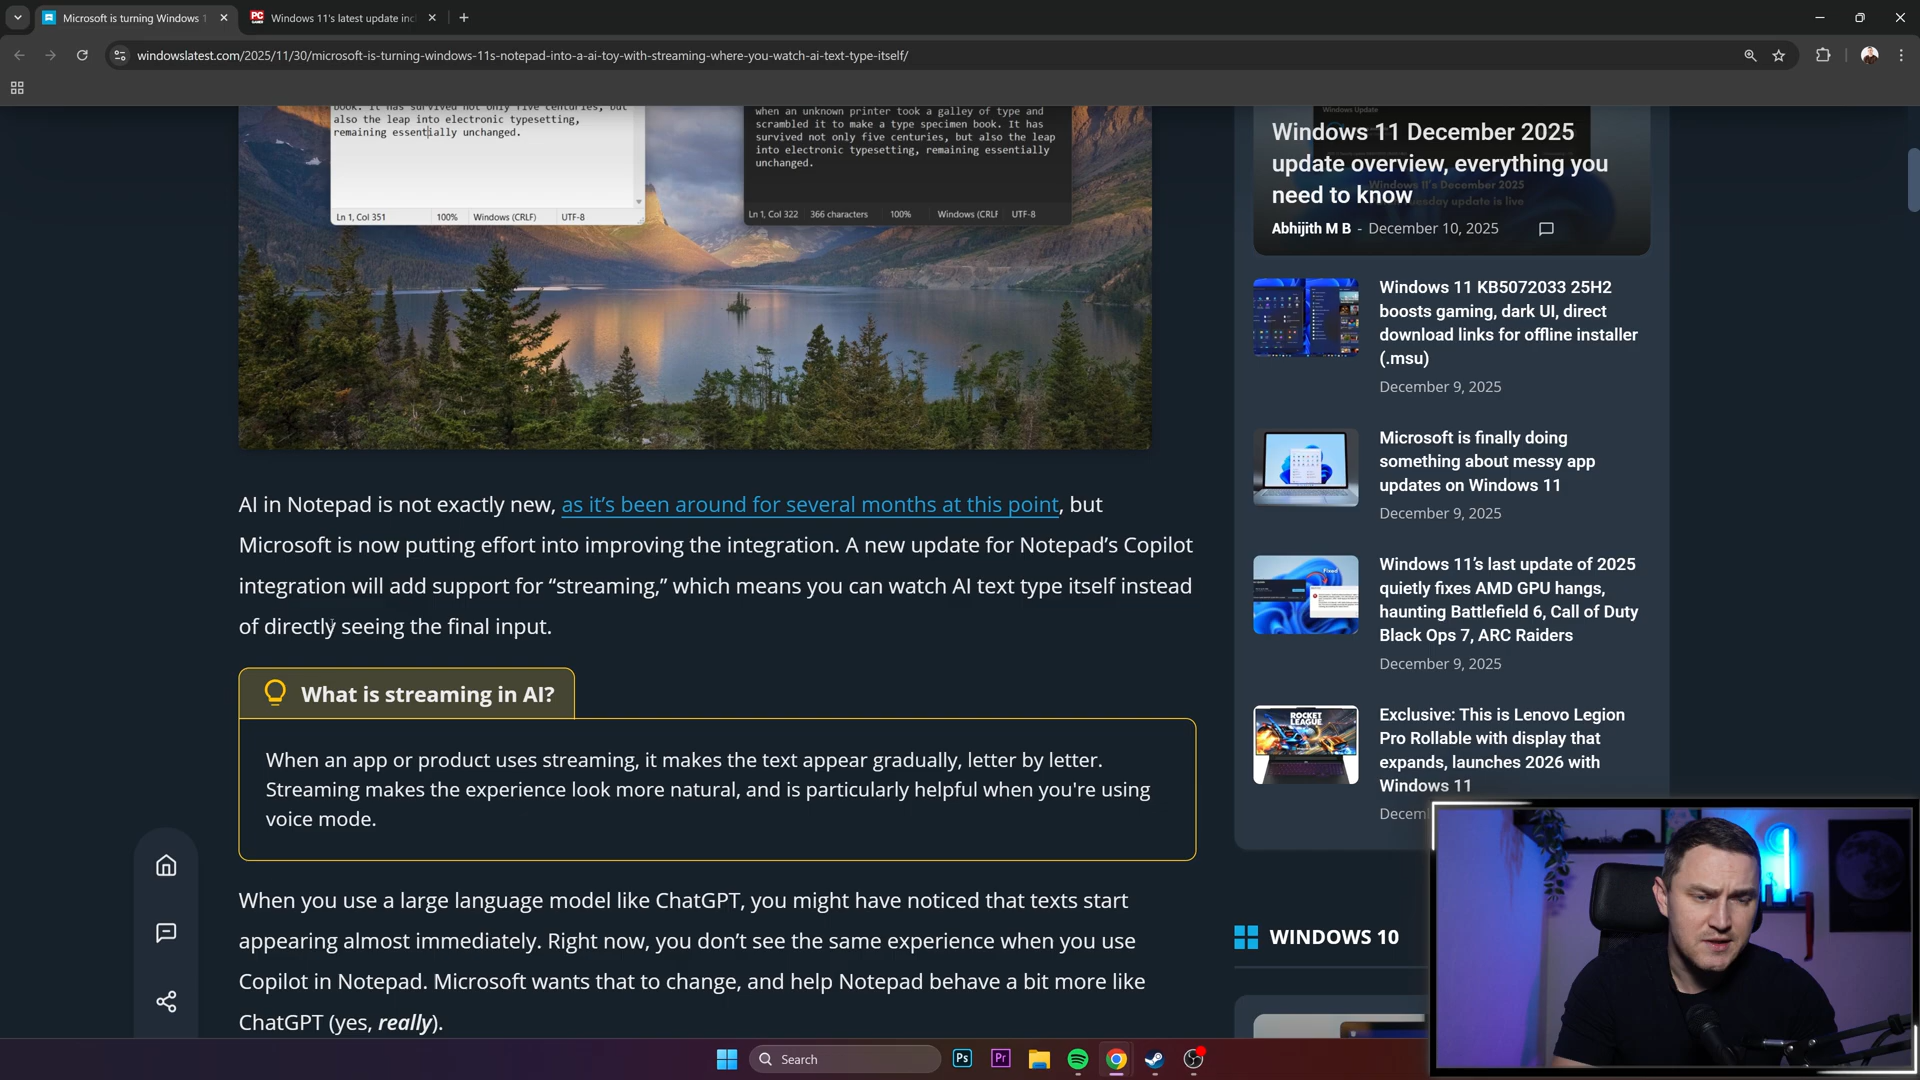 Microsoft is turning Windows 1
Windows 11's latest update inc
windowslatest.com/2025/11/30/microsoft-is-turning-windows-11s-notepad-into-a-ai-toy-with-streaming-where-you-watch-ai-text-type-itself/
book. It has survived not only five centuries, but
also the leap into electronic typesetting,
remaining essentially unchanged.
Ln 1, Col 351
100%
Windows (CRLF)
UTF-8
when an unknown printer took a galley of type and
scrambled it to make a type specimen book. It has
survived not only five centuries, but also the leap
into electronic typesetting, remaining essentially
unchanged.
Ln 1, Col 322
366 characters
100%
Windows (CRLF
UTF-8
AI in Notepad is not exactly new, as it’s been around for several months at this point, but
Microsoft is now putting effort into improving the integration. A new update for Notepad’s Copilot
integration will add support for “streaming,” which means you can watch AI text type itself instead
of directly seeing the final input.
What is streaming in AI?
When an app or product uses streaming, it makes the text appear gradually, letter by letter.
Streaming makes the experience look more natural, and is particularly helpful when you're using
voice mode.
When you use a large language model like ChatGPT, you might have noticed that texts start
appearing almost immediately. Right now, you don’t see the same experience when you use
Copilot in Notepad. Microsoft wants that to change, and help Notepad behave a bit more like
ChatGPT (yes, really).
Windows Update
Windows 11 December 2025
update overview, everything you
need to know
Windows 11's December 2025
Abhijith M B - December 10, 2025
Windows 11 KB5072033 25H2
boosts gaming, dark UI, direct
download links for offline installer
(.msu)
December 9, 2025
Microsoft is finally doing
something about messy app
updates on Windows 11
December 9, 2025
Windows 11’s last update of 2025
quietly fixes AMD GPU hangs,
haunting Battlefield 6, Call of Duty
Black Ops 7, ARC Raiders
December 9, 2025
ROCKET
LEAGUE
Exclusive: This is Lenovo Legion
Pro Rollable with display that
expands, launches 2026 with
Windows 11
Decem
WINDOWS 10
Search
Ps
Pr